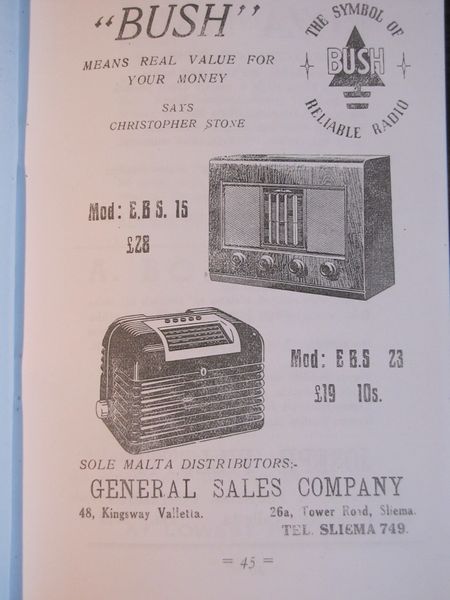 "BUSH"
MEANS REAL VALUE FOR
YOUR MONEY
SAYS
CHRISTOPHER STONE
THE SYMBOL OF
BUSH
RELIABLE RADIO
Mod: E.B S. 15
£28
Mod: E B.S 23
£19 10s.
SOLE MALTA DISTRIBUTORS:-
GENERAL SALES COMPANY
48, Kingsway Valletta.
26a, Tower Road, Sliema.
TEL. SLIEMA 749.
= 45 =